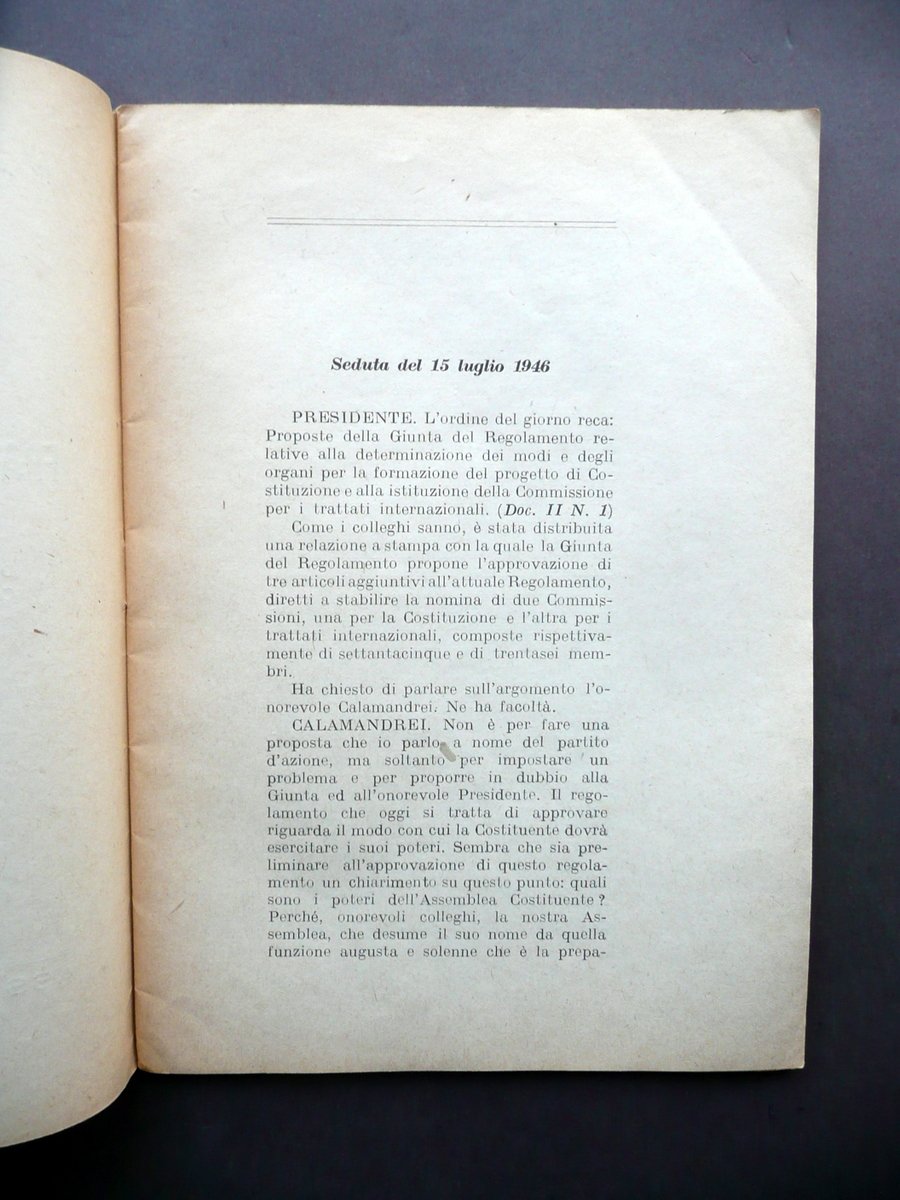 Seduta del 15 luglio 1946
PRESIDENTE. L'ordine del giorno reca:
Proposte della Giunta del Regolamento re-
lative alla determinazione dei modi e degli
organi per la formazione del progetto di Co-
stituzione e alla istituzione della Commissione
per i trattati internazionali. (Doc. II N. 1)
Come i colleghi sanno, è stata distribuita
una relazione a stampa con la quale la Giunta
del Regolamento propone l'approvazione di
tre articoli aggiuntivi all'attuale Regolamento,
diretti a stabilire la nomina di due Commis-
sioni, una per la Costituzione e l'altra per i
trattati internazionali, composte rispettiva-
mente di settantacinque e di trentasei mem-
bri.
Ha chiesto di parlare sull'argomento l'o-
norevole Calamandrei. Ne ha facoltà.
CALAMANDREI. Non è per fare una
proposta che io parlo a nome del partito
d'azione, ma soltanto per impostare un
problema e per proporre in dubbio alla
Giunta ed all'onorevole Presidente. Il rego-
lamento che oggi si tratta di approvare
riguarda il modo con cui la Costituente dovrà
esercitare i suoi poteri. Sembra che sia pre-
liminare all'approvazione di questo regola-
mento un chiarimento su questo punto: quali
sono i poteri dell'Assemblea Costituente?
Perché, onorevoli colleghi, la nostra As-
semblea, che desume il suo nome da quella
funzione augusta e solenne che è la prepa-